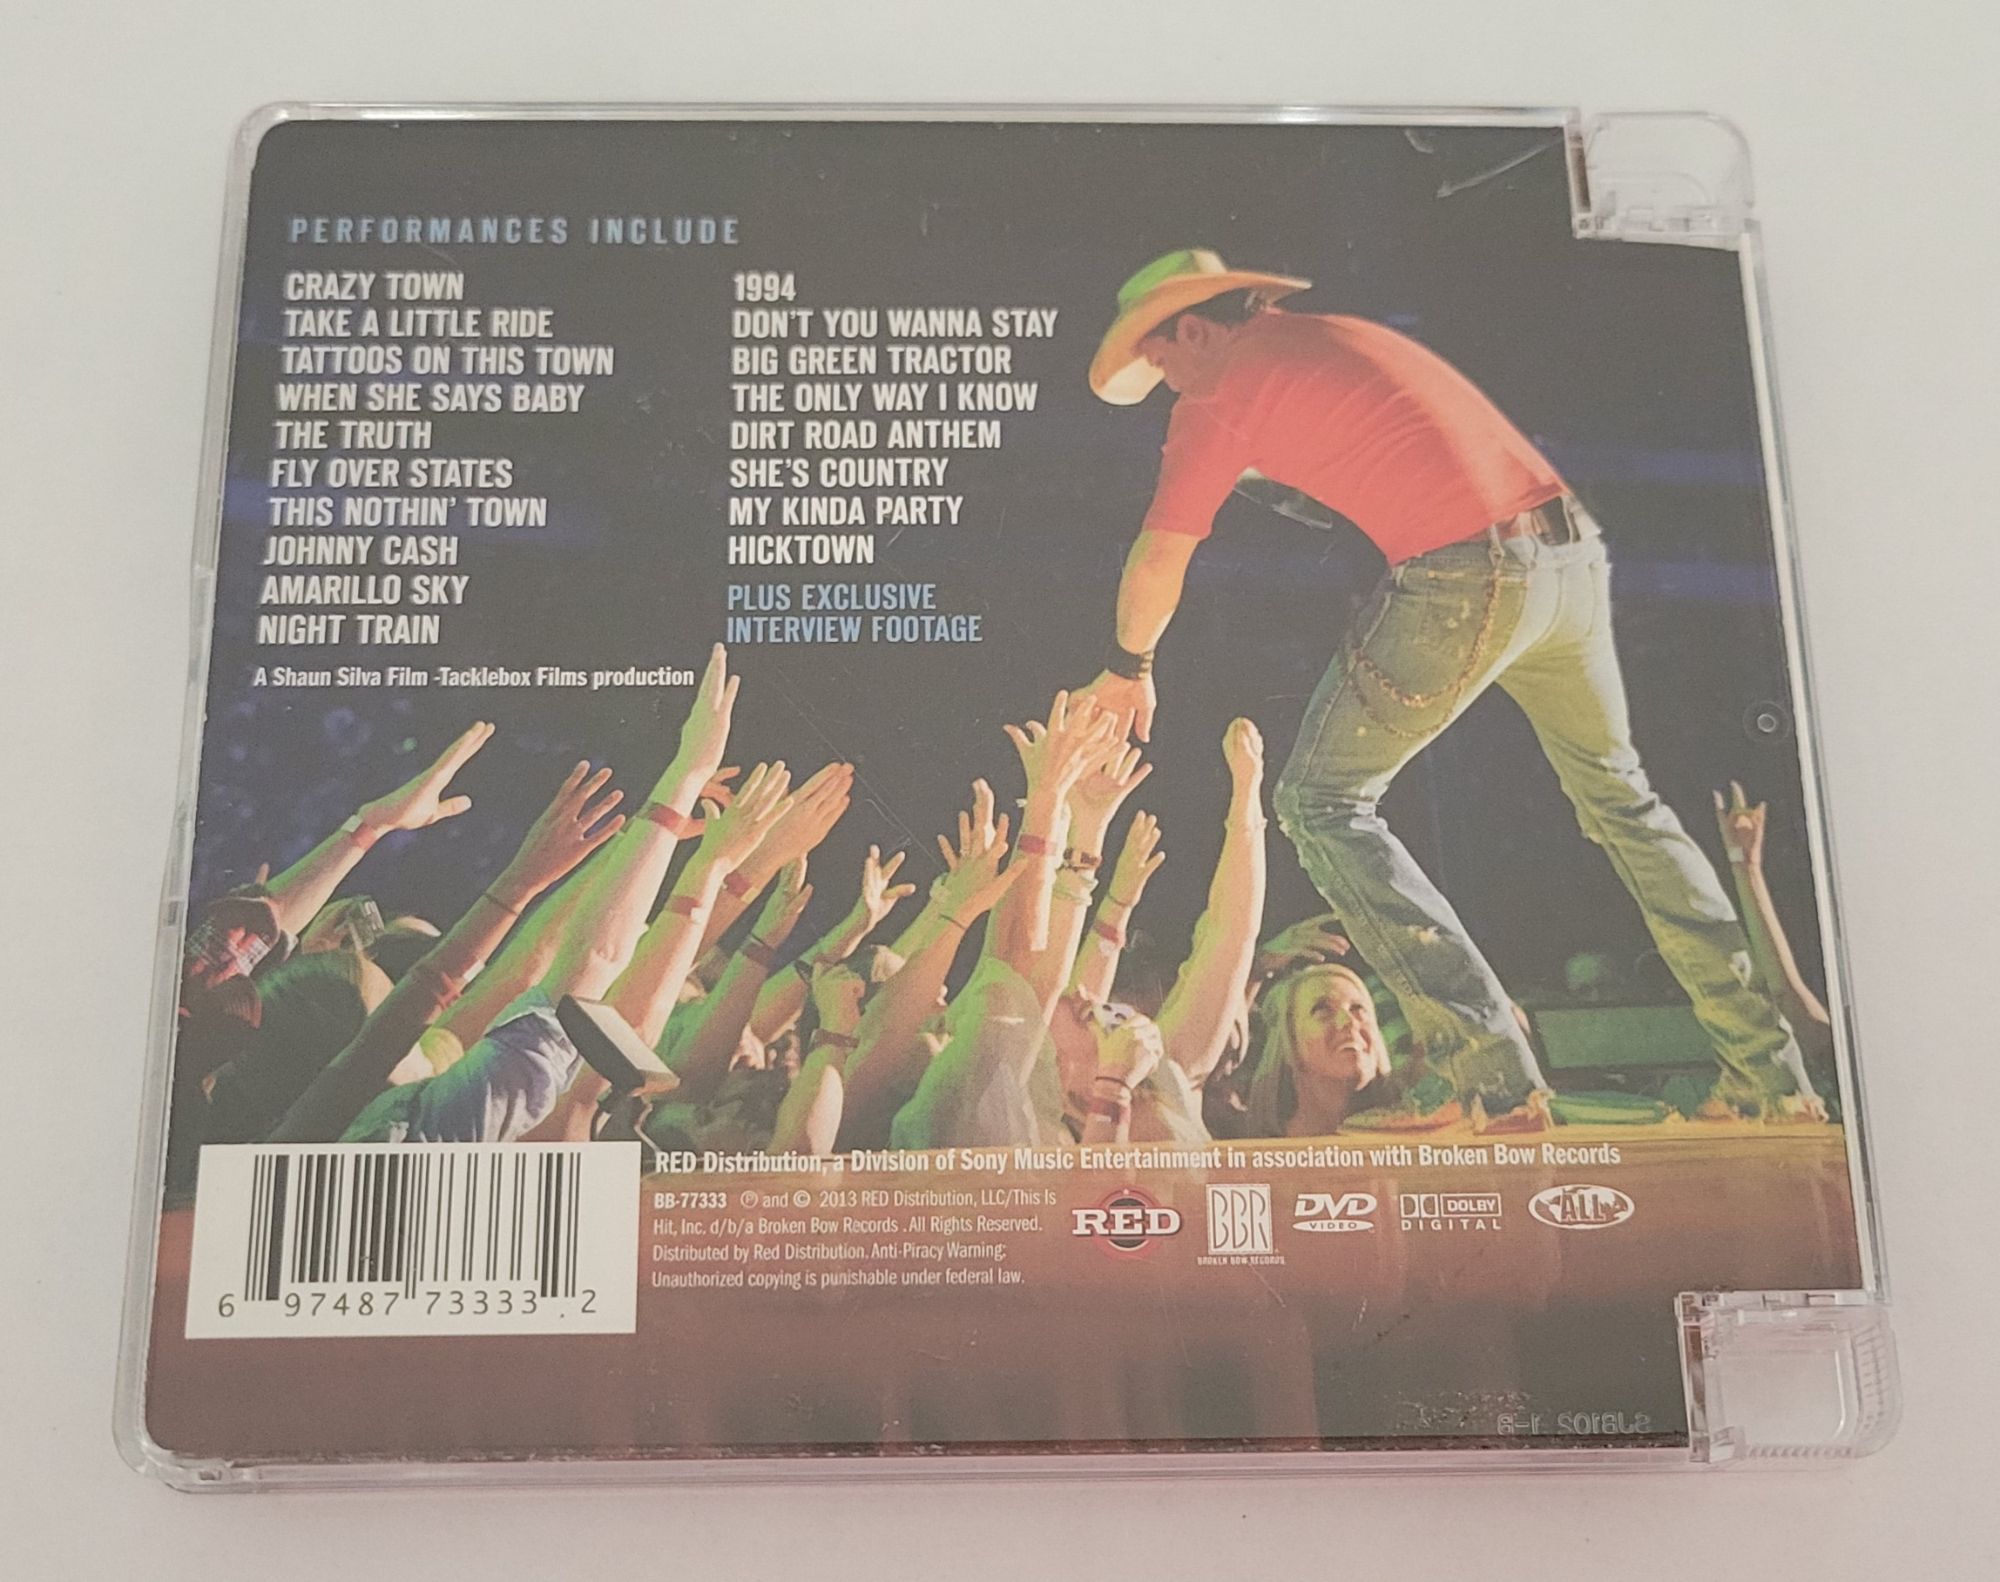 PERFORMANCES INCLUDE
CRAZY TOWN
TAKE A LITTLE RIDE
TATTOOS ON THIS TOWN
WHEN SHE SAYS BABY
THE TRUTH
FLY OVER STATES
THIS NOTHIN' TOWN
JOHNNY CASH
AMARILLO SKY
NIGHT TRAIN
1994
DON'T YOU WANNA STAY
BIG GREEN TRACTOR
THE ONLY WAY I KNOW
DIRT ROAD ANTHEM
SHE'S COUNTRY
MY KINDA PARTY
HICKTOWN
PLUS EXCLUSIVE
INTERVIEW FOOTAGE
A Shaun Silva Film -Tacklebox Films production
RED Distribution, a Division of Sony Music Entertainment in association with Broken Bow Records
BB-77333 ℗ and © 2013 RED Distribution, LLC/This Is
Hit, Inc. d/b/a Broken Bow Records . All Rights Reserved.
Distributed by Red Distribution. Anti-Piracy Warning:
Unauthorized copying is punishable under federal law.
RED
BBR
BROKEN BOW RECORDS
DVD
VIDEO
DOLBY
DIGITAL
ALL
6 97487 73333 2